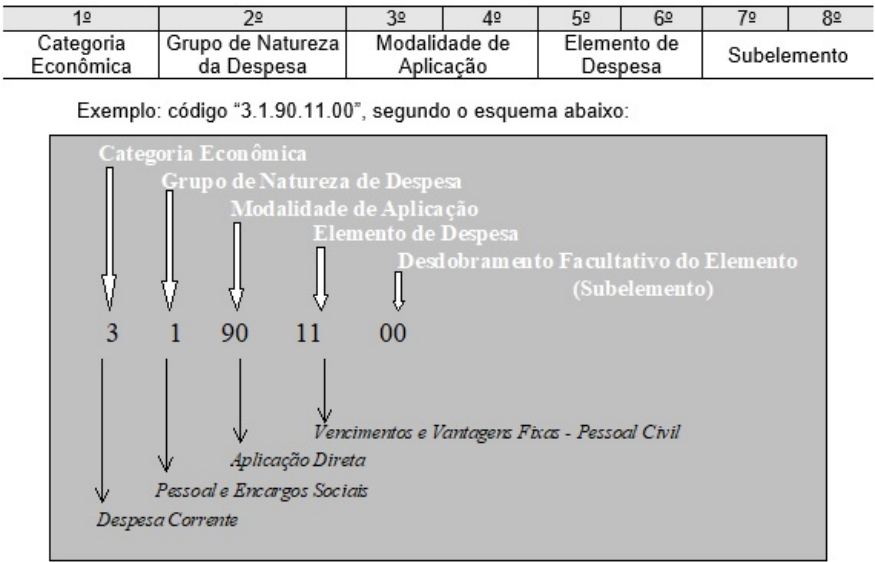 1º 2º 3º 4º 5º 6º 7º 8º
Categoria Econômica Grupo de Natureza da Despesa Modalidade de Aplicação Elemento de Despesa Subelemento
Exemplo: código “3.1.90.11.00”, segundo o esquema abaixo:
Categoria Econômica
Grupo de Natureza de Despesa
Modalidade de Aplicação
Elemento de Despesa
Desdobramento Facultativo do Elemento
(Subelemento)
3 1 90 11 00
Vencimentos e Vantagens Fixas - Pessoal Civil
Aplicação Direta
Pessoal e Encargos Sociais
Despesa Corrente